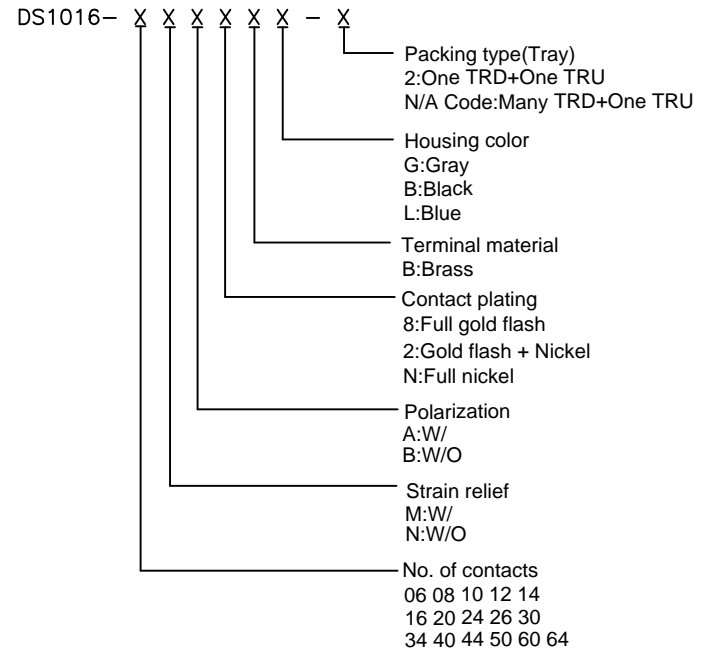 DS1016- X X X X X X - X
Packing type(Tray)
2:One TRD+One TRU
N/A Code:Many TRD+One TRU
Housing color
G:Gray
B:Black
L:Blue
Terminal material
B:Brass
Contact plating
8:Full gold flash
2:Gold flash + Nickel
N:Full nickel
Polarization
A:W/
B:W/O
Strain relief
M:W/
N:W/O
No. of contacts
06 08 10 12 14
16 20 24 26 30
34 40 44 50 60 64